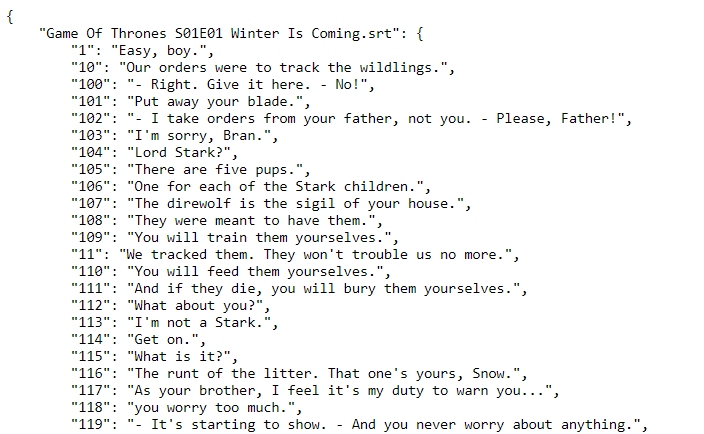 {
"Game Of Thrones S01E01 Winter Is Coming.srt": {
"1": "Easy, boy.",
"10": "Our orders were to track the wildlings.",
"100": "- Right. Give it here. - No!",
"101": "Put away your blade.",
"102": "- I take orders from your father, not you. - Please, Father!",
"103": "I'm sorry, Bran.",
"104": "Lord Stark?",
"105": "There are five pups.",
"106": "One for each of the Stark children.",
"107": "The direwolf is the sigil of your house.",
"108": "They were meant to have them.",
"109": "You will train them yourselves.",
"11": "We tracked them. They won't trouble us no more.",
"110": "You will feed them yourselves.",
"111": "And if they die, you will bury them yourselves.",
"112": "What about you?",
"113": "I'm not a Stark.",
"114": "Get on.",
"115": "What is it?",
"116": "The runt of the litter. That one's yours, Snow.",
"117": "As your brother, I feel it's my duty to warn you...",
"118": "you worry too much.",
"119": "- It's starting to show. - And you never worry about anything.",